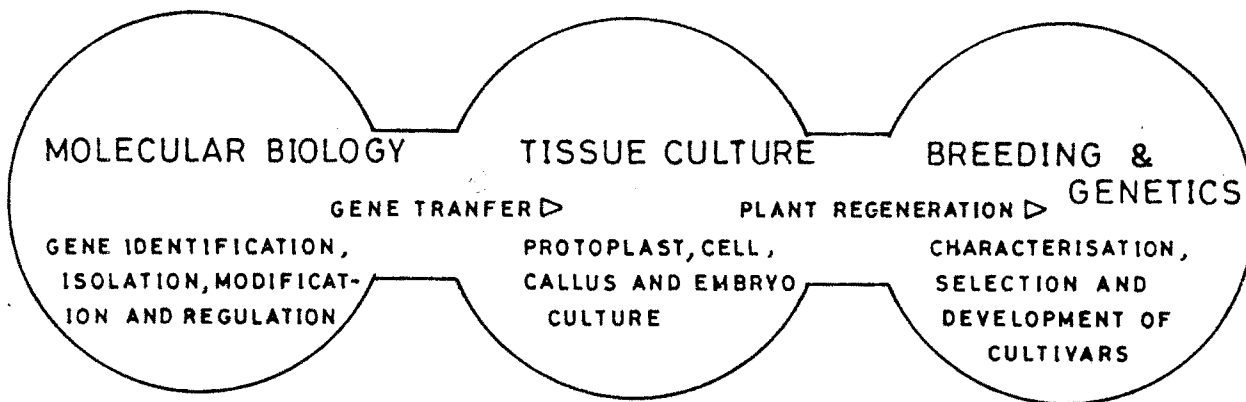 MOLECULAR BIOLOGY
GENE TRANFER ▷
GENE IDENTIFICATION,
ISOLATION, MODIFICAT-
ION AND REGULATION
TISSUE CULTURE
PLANT REGENERATION ▷
PROTOPLAST, CELL,
CALLUS AND EMBRYO
CULTURE
BREEDING &
GENETICS
CHARACTERISATION,
SELECTION AND
DEVELOPMENT OF
CULTIVARS